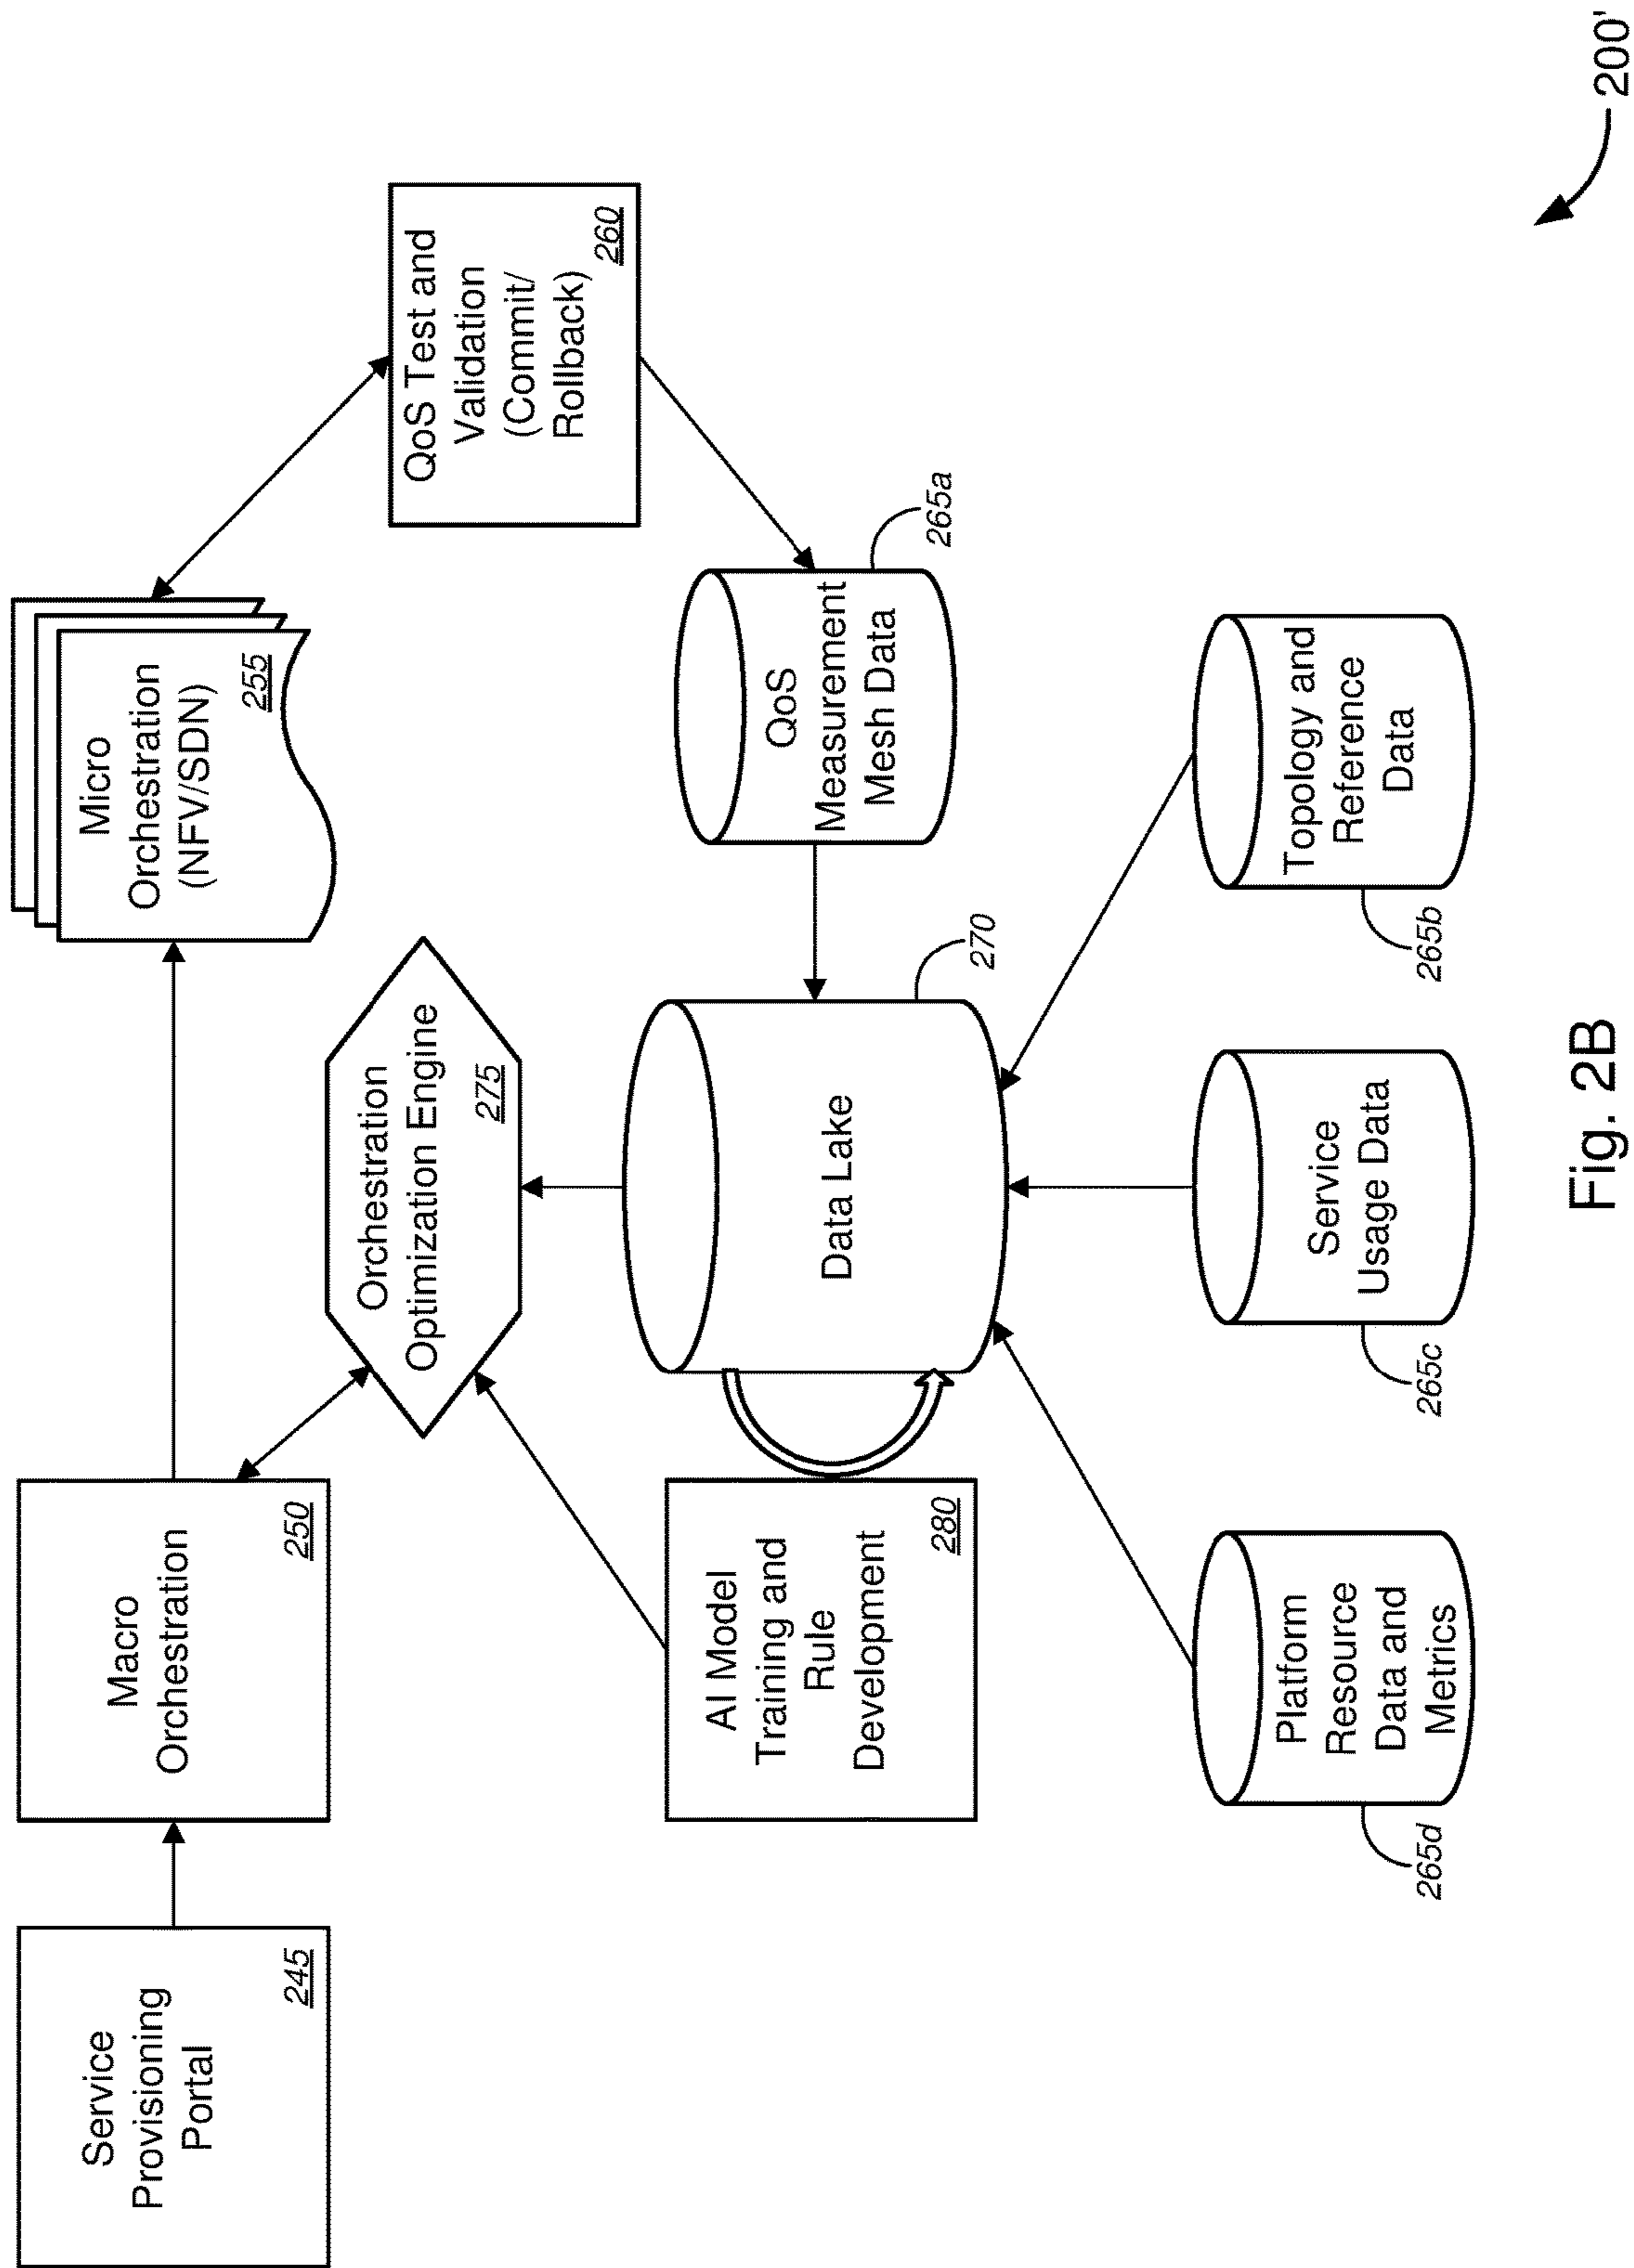 Service
Provisioning
Portal
245
Macro
Orchestration
250
Micro
Orchestration
(NFV/SDN)
255
Orchestration
Optimization Engine
275
QoS Test and
Validation
(Commit/
Rollback)
260
AI Model
Training and
Rule
Development
280
Data Lake
270
QoS
Measurement
Mesh Data
265a
Platform
Resource
Data and
Metrics
265d
Service
Usage Data
265c
Topology and
Reference
Data
265b
Fig. 2B
200'